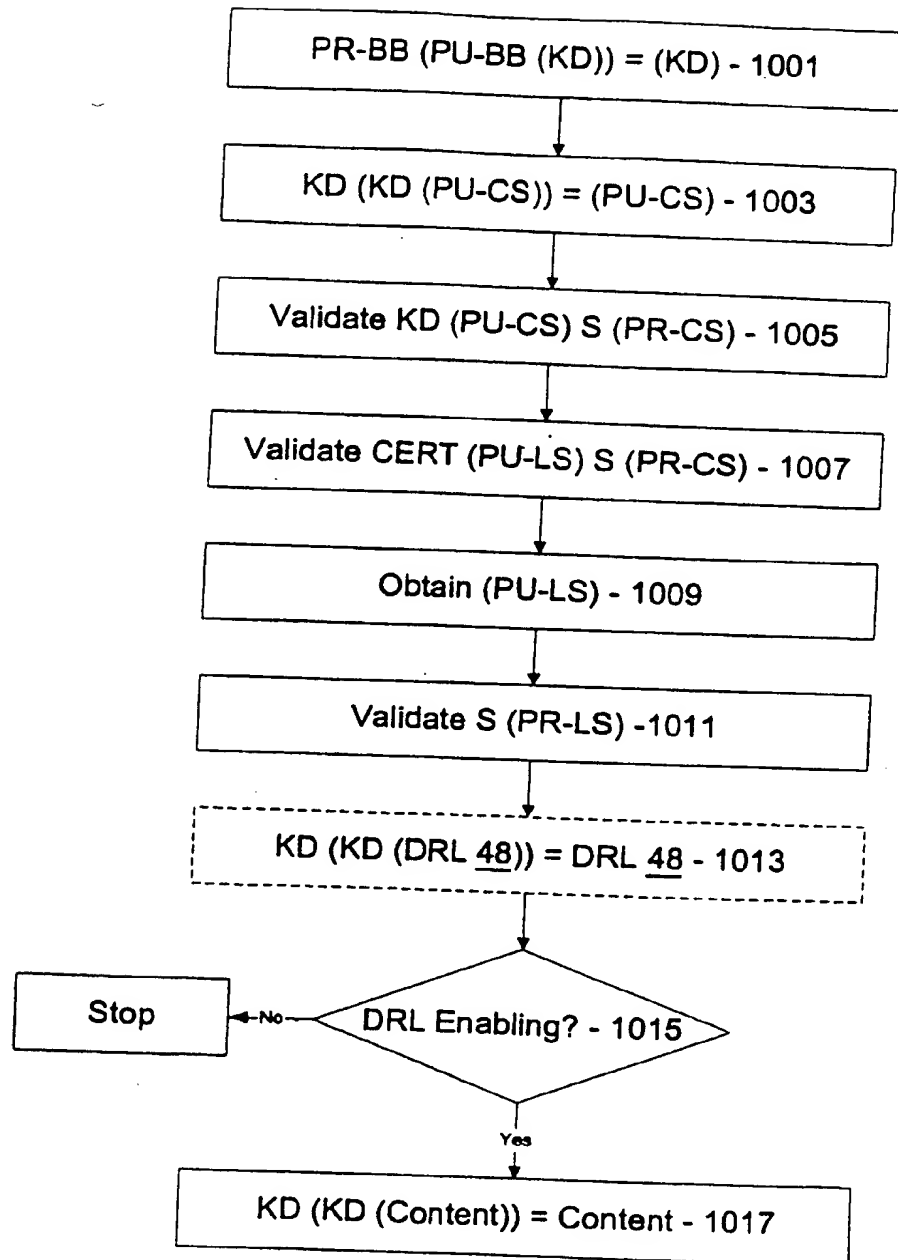 PR-BB (PU-BB (KD)) = (KD) - 1001
KD (KD (PU-CS)) = (PU-CS) - 1003
Validate KD (PU-CS) S (PR-CS) - 1005
Validate CERT (PU-LS) S (PR-CS) - 1007
Obtain (PU-LS) - 1009
Validate S (PR-LS) -1011
KD (KD (DRL 48)) = DRL 48 - 1013
DRL Enabling? - 1015
No
Stop
Yes
KD (KD (Content)) = Content - 1017